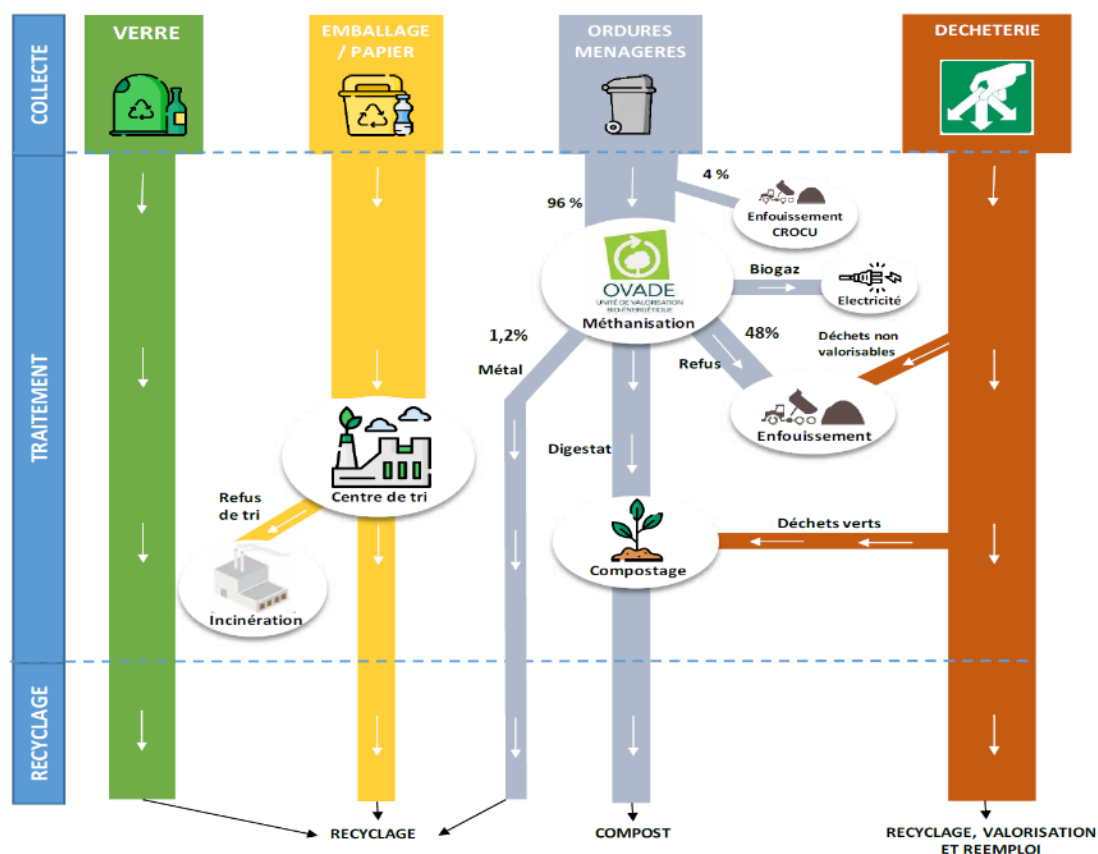 COLLECTE
VERRE
EMBALLAGE
/ PAPIER
ORDURES
MENAGERES
DECHETERIE
TRAITEMENT
4 %
96 %
Enfouissement
CROCU
OVADE
UNITÉ DE VALORISATION
BIO-ÉNERGÉTIQUE
Méthanisation
Biogaz
Electricité
1,2%
Métal
48%
Refus
Déchets non
valorisables
Enfouissement
Digestat
Centre de tri
Refus
de tri
Incinération
Compostage
Déchets verts
RECYCLAGE
RECYCLAGE
COMPOST
RECYCLAGE, VALORISATION
ET REEMPLOI